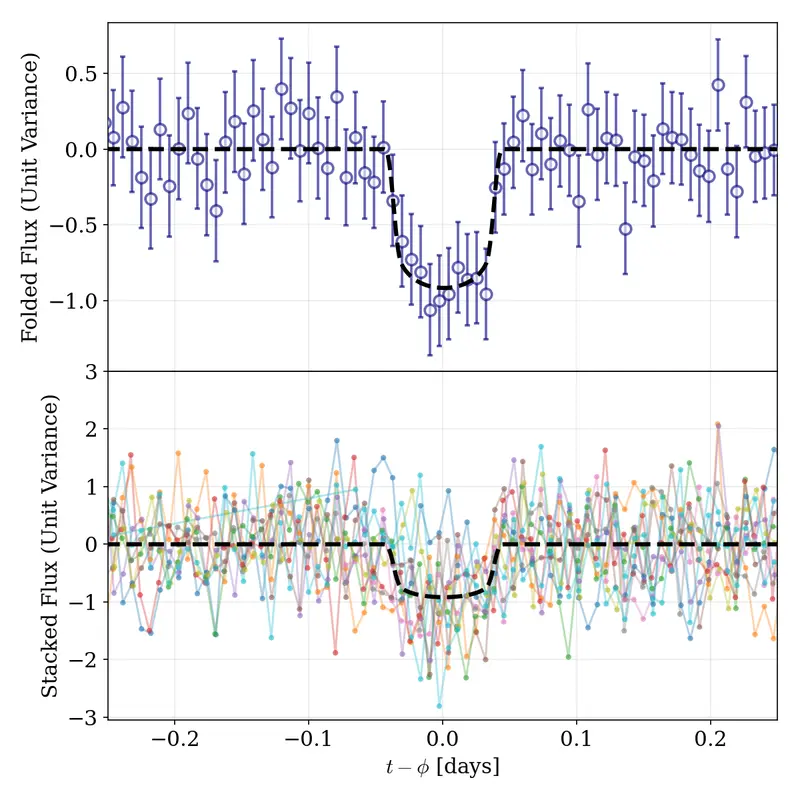 Folded Flux (Unit Variance)
0.5
0.0
−0.5
−1.0
Stacked Flux (Unit Variance)
3
2
1
0
−1
−2
−3
−0.2 −0.1 0.0 0.1 0.2
t − ϕ [days]